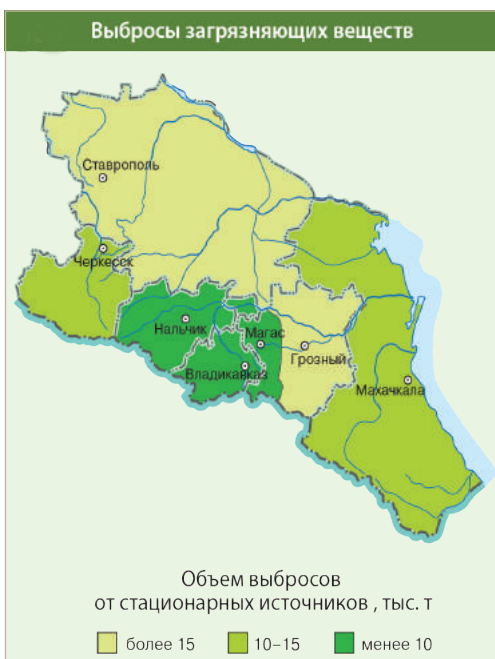 Выбросы загрязняющих веществ
Ставрополь
Черкесск
Нальчик
Магас
Грозный
Владикавказ
Махачкала
Объем выбросов
от стационарных источников , тыс. т
более 15
10–15
менее 10